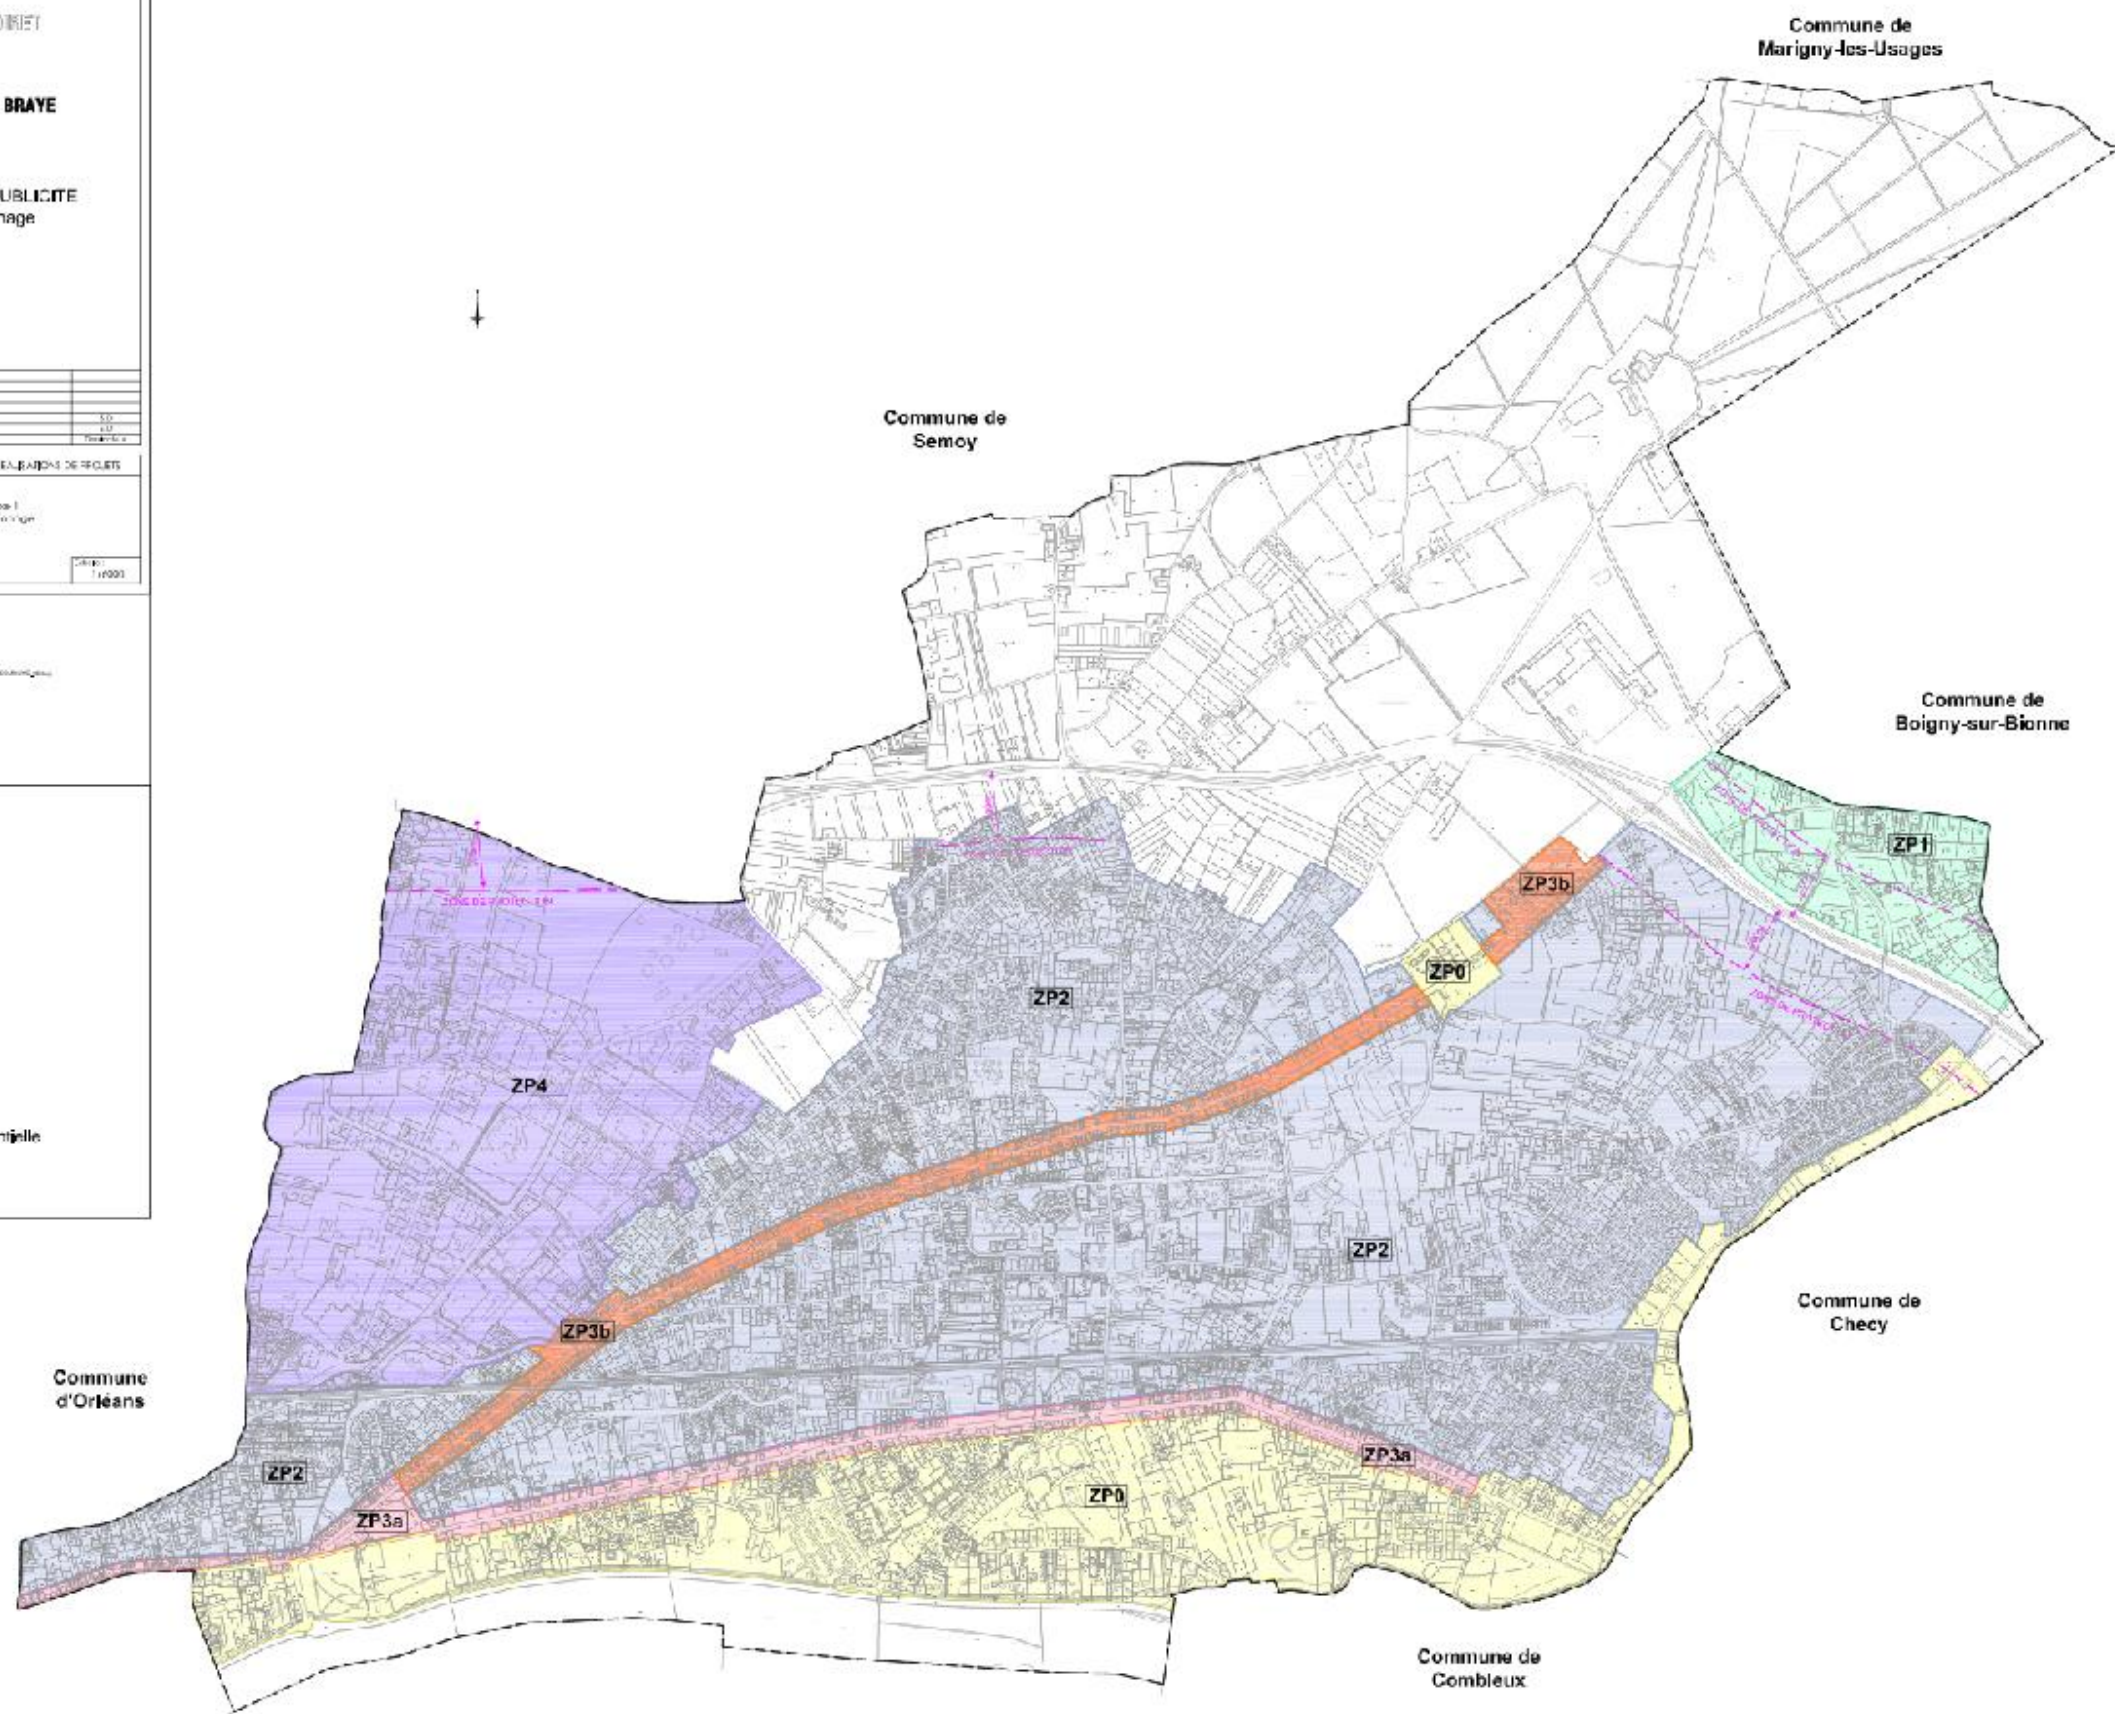 BRAYE
UBLICITE
nage
Commune de
Marigny-les-Usages
Commune de
Semoy
Commune de
Boigny-sur-Bionne
ZP1
ZP3b
ZP0
ZP2
ZP4
ZP2
ZP3b
Commune de
Checy
Commune
d'Orléans
ZP3a
ZP2
ZP0
ZP3a
ntielle
Commune de
Combleux